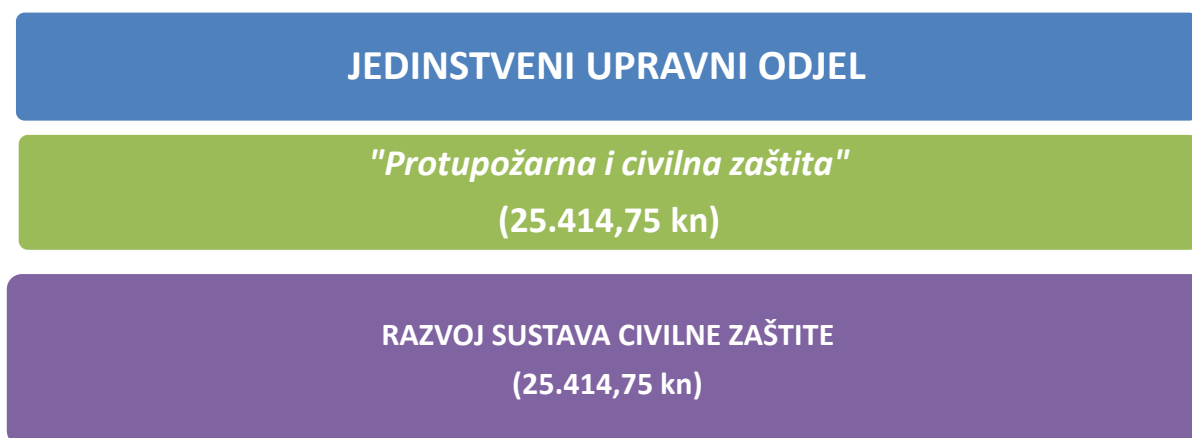 JEDINSTVENI UPRAVNI ODJEL
"Protupožarna i civilna zaštita"
(25.414,75 kn)
RAZVOJ SUSTAVA CIVILNE ZAŠTITE
(25.414,75 kn)